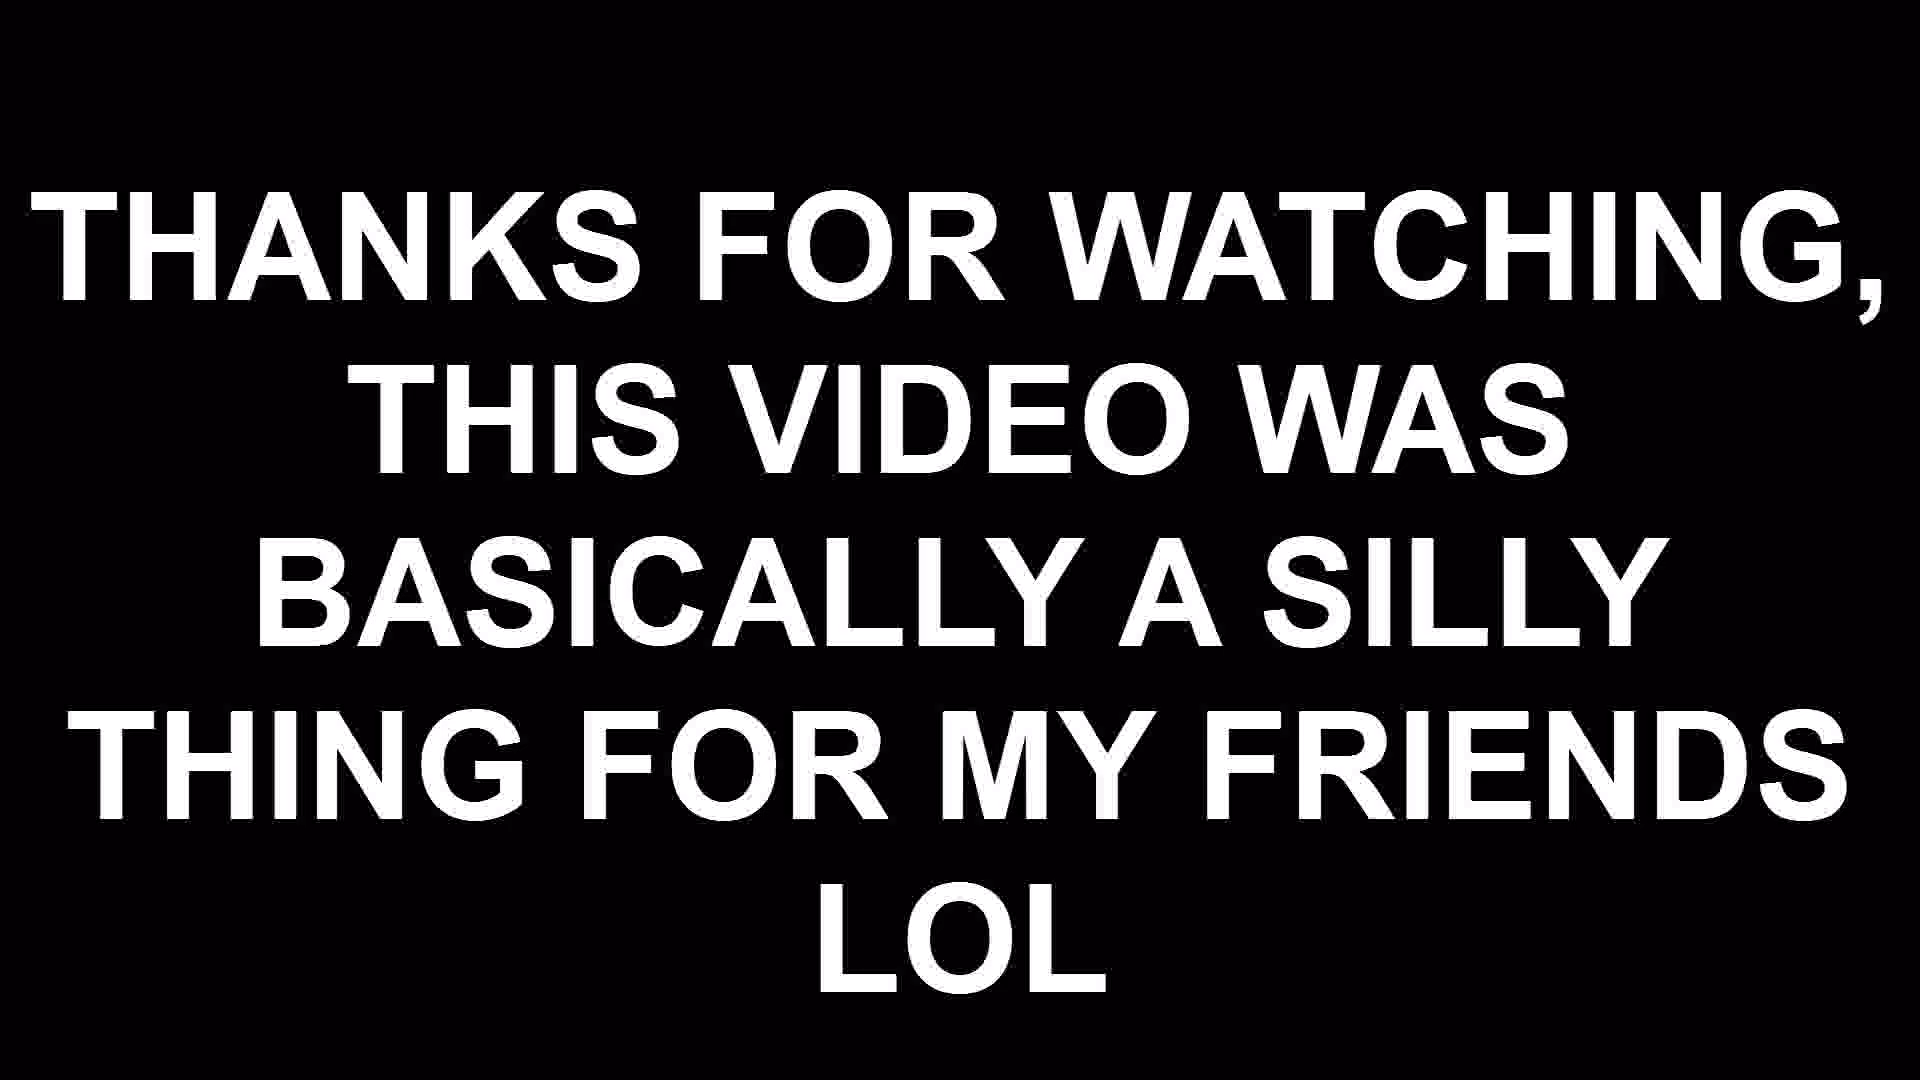 THANKS FOR WATCHING,
THIS VIDEO WAS
BASICALLY A SILLY
THING FOR MY FRIENDS
LOL